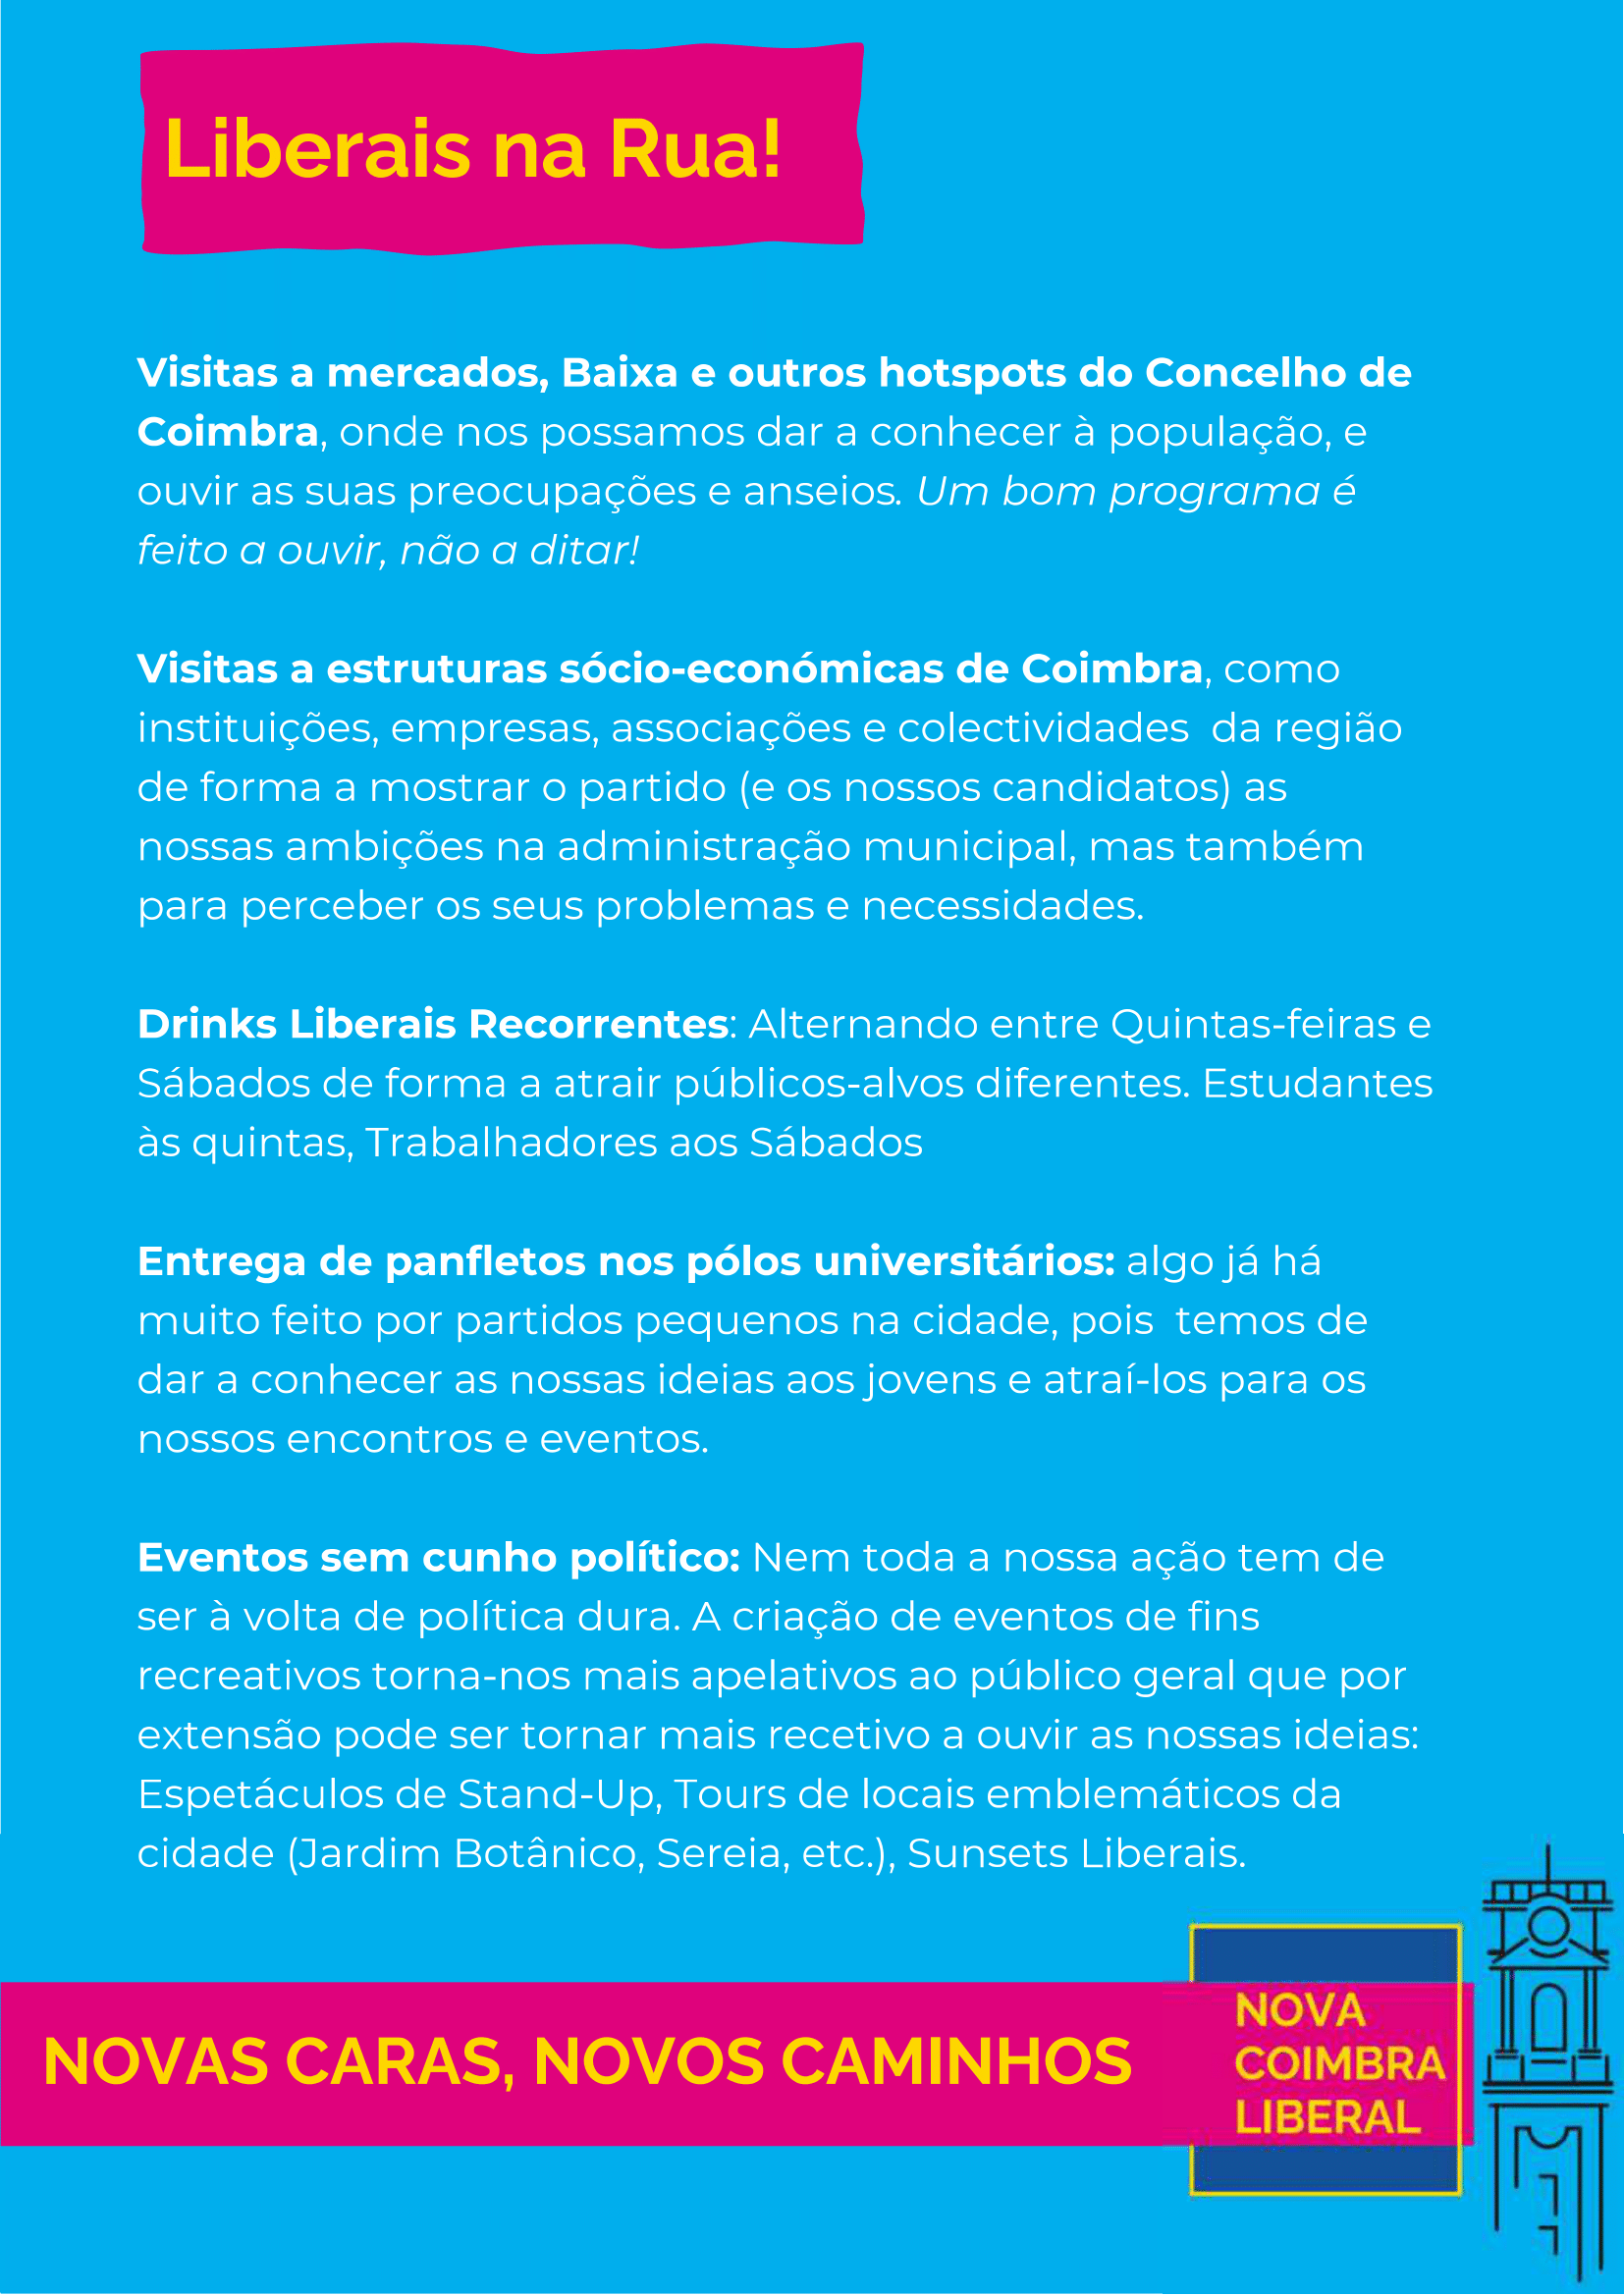 Liberais na Rua!
Visitas a mercados, Baixa e outros hotspots do Concelho de
Coimbra, onde nos possamos dar a conhecer à população, e
ouvir as suas preocupações e anseios. Um bom programa é
feito a ouvir, não a ditar!
Visitas a estruturas sócio-económicas de Coimbra, como
instituições, empresas, associações e colectividades  da região
de forma a mostrar o partido (e os nossos candidatos) as
nossas ambições na administração municipal, mas também
para perceber os seus problemas e necessidades.
Drinks Liberais Recorrentes: Alternando entre Quintas-feiras e
Sábados de forma a atrair públicos-alvos diferentes. Estudantes
às quintas, Trabalhadores aos Sábados
Entrega de panfletos nos pólos universitários: algo já há
muito feito por partidos pequenos na cidade, pois  temos de
dar a conhecer as nossas ideias aos jovens e atraí-los para os
nossos encontros e eventos.
Eventos sem cunho político: Nem toda a nossa ação tem de
ser à volta de política dura. A criação de eventos de fins
recreativos torna-nos mais apelativos ao público geral que por
extensão pode ser tornar mais recetivo a ouvir as nossas ideias:
Espetáculos de Stand-Up, Tours de locais emblemáticos da
cidade (Jardim Botânico, Sereia, etc.), Sunsets Liberais.
NOVAS CARAS, NOVOS CAMINHOS
NOVA
COIMBRA
LIBERAL